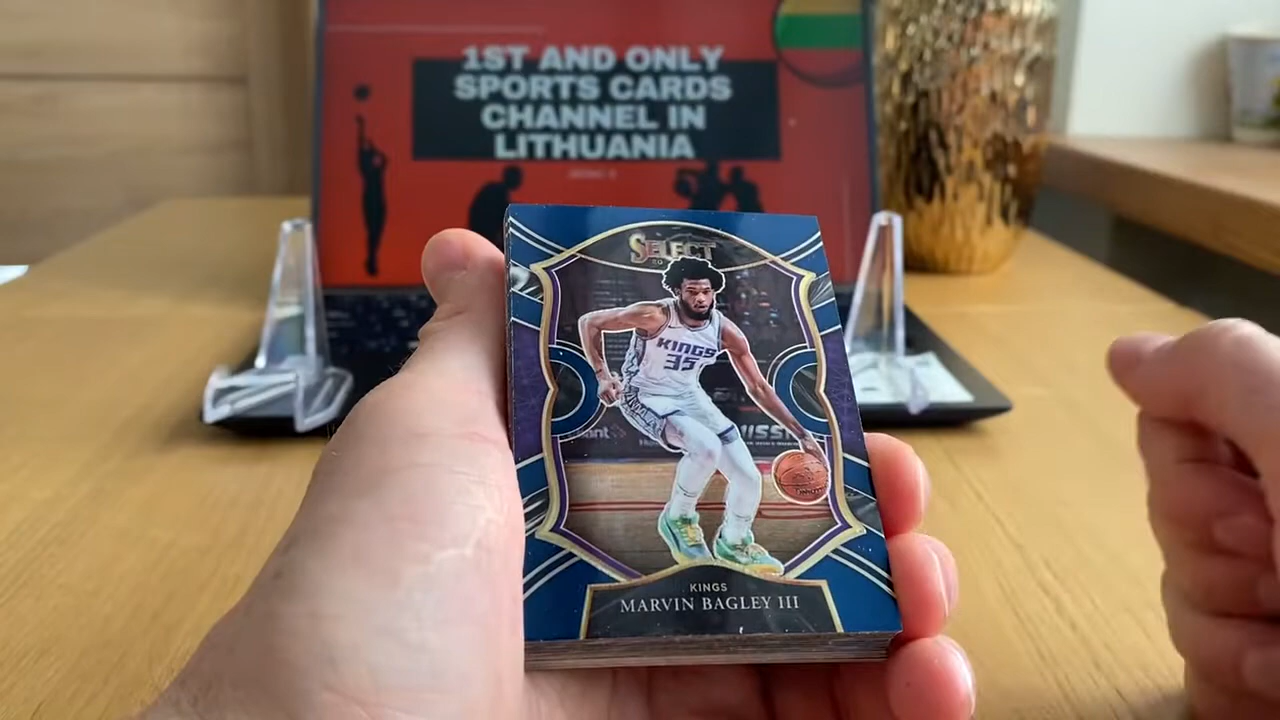 1ST AND ONLY
SPORTS CARDS
CHANNEL IN
LITHUANIA
SELECT
KINGS
35
KINGS
MARVIN BAGLEY III